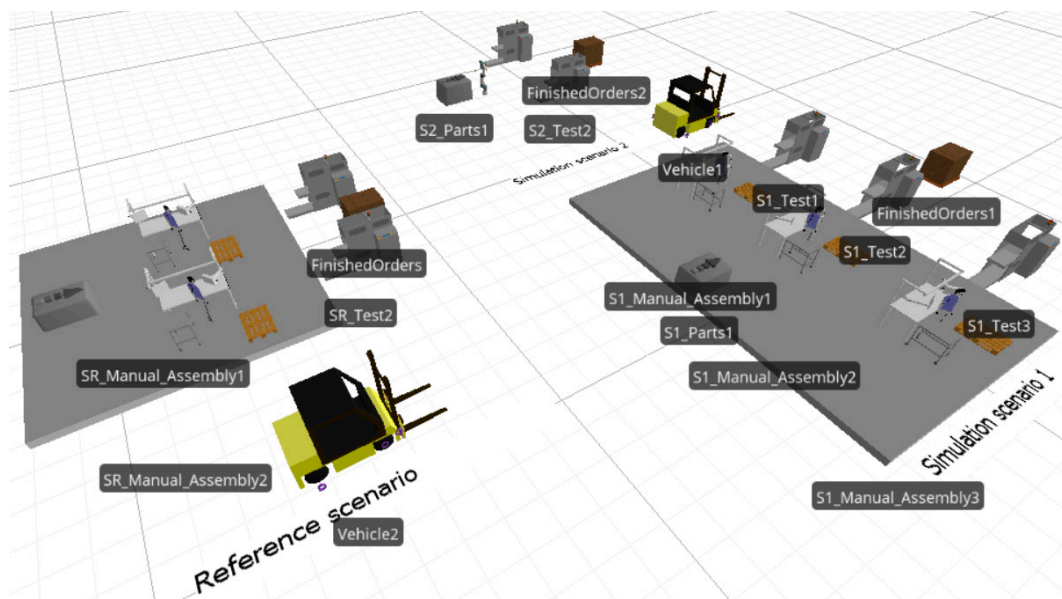 FinishedOrders2
S2_Parts1
S2_Test2
Simulation scenario 2
Vehicle1
S1_Test1
FinishedOrders1
S1_Test2
FinishedOrders
S1_Manual_Assembly1
SR_Test2
S1_Test3
S1_Parts1
SR_Manual_Assembly1
S1_Manual_Assembly2
Simulation scenario 1
SR_Manual_Assembly2
S1_Manual_Assembly3
Reference scenario
Vehicle2